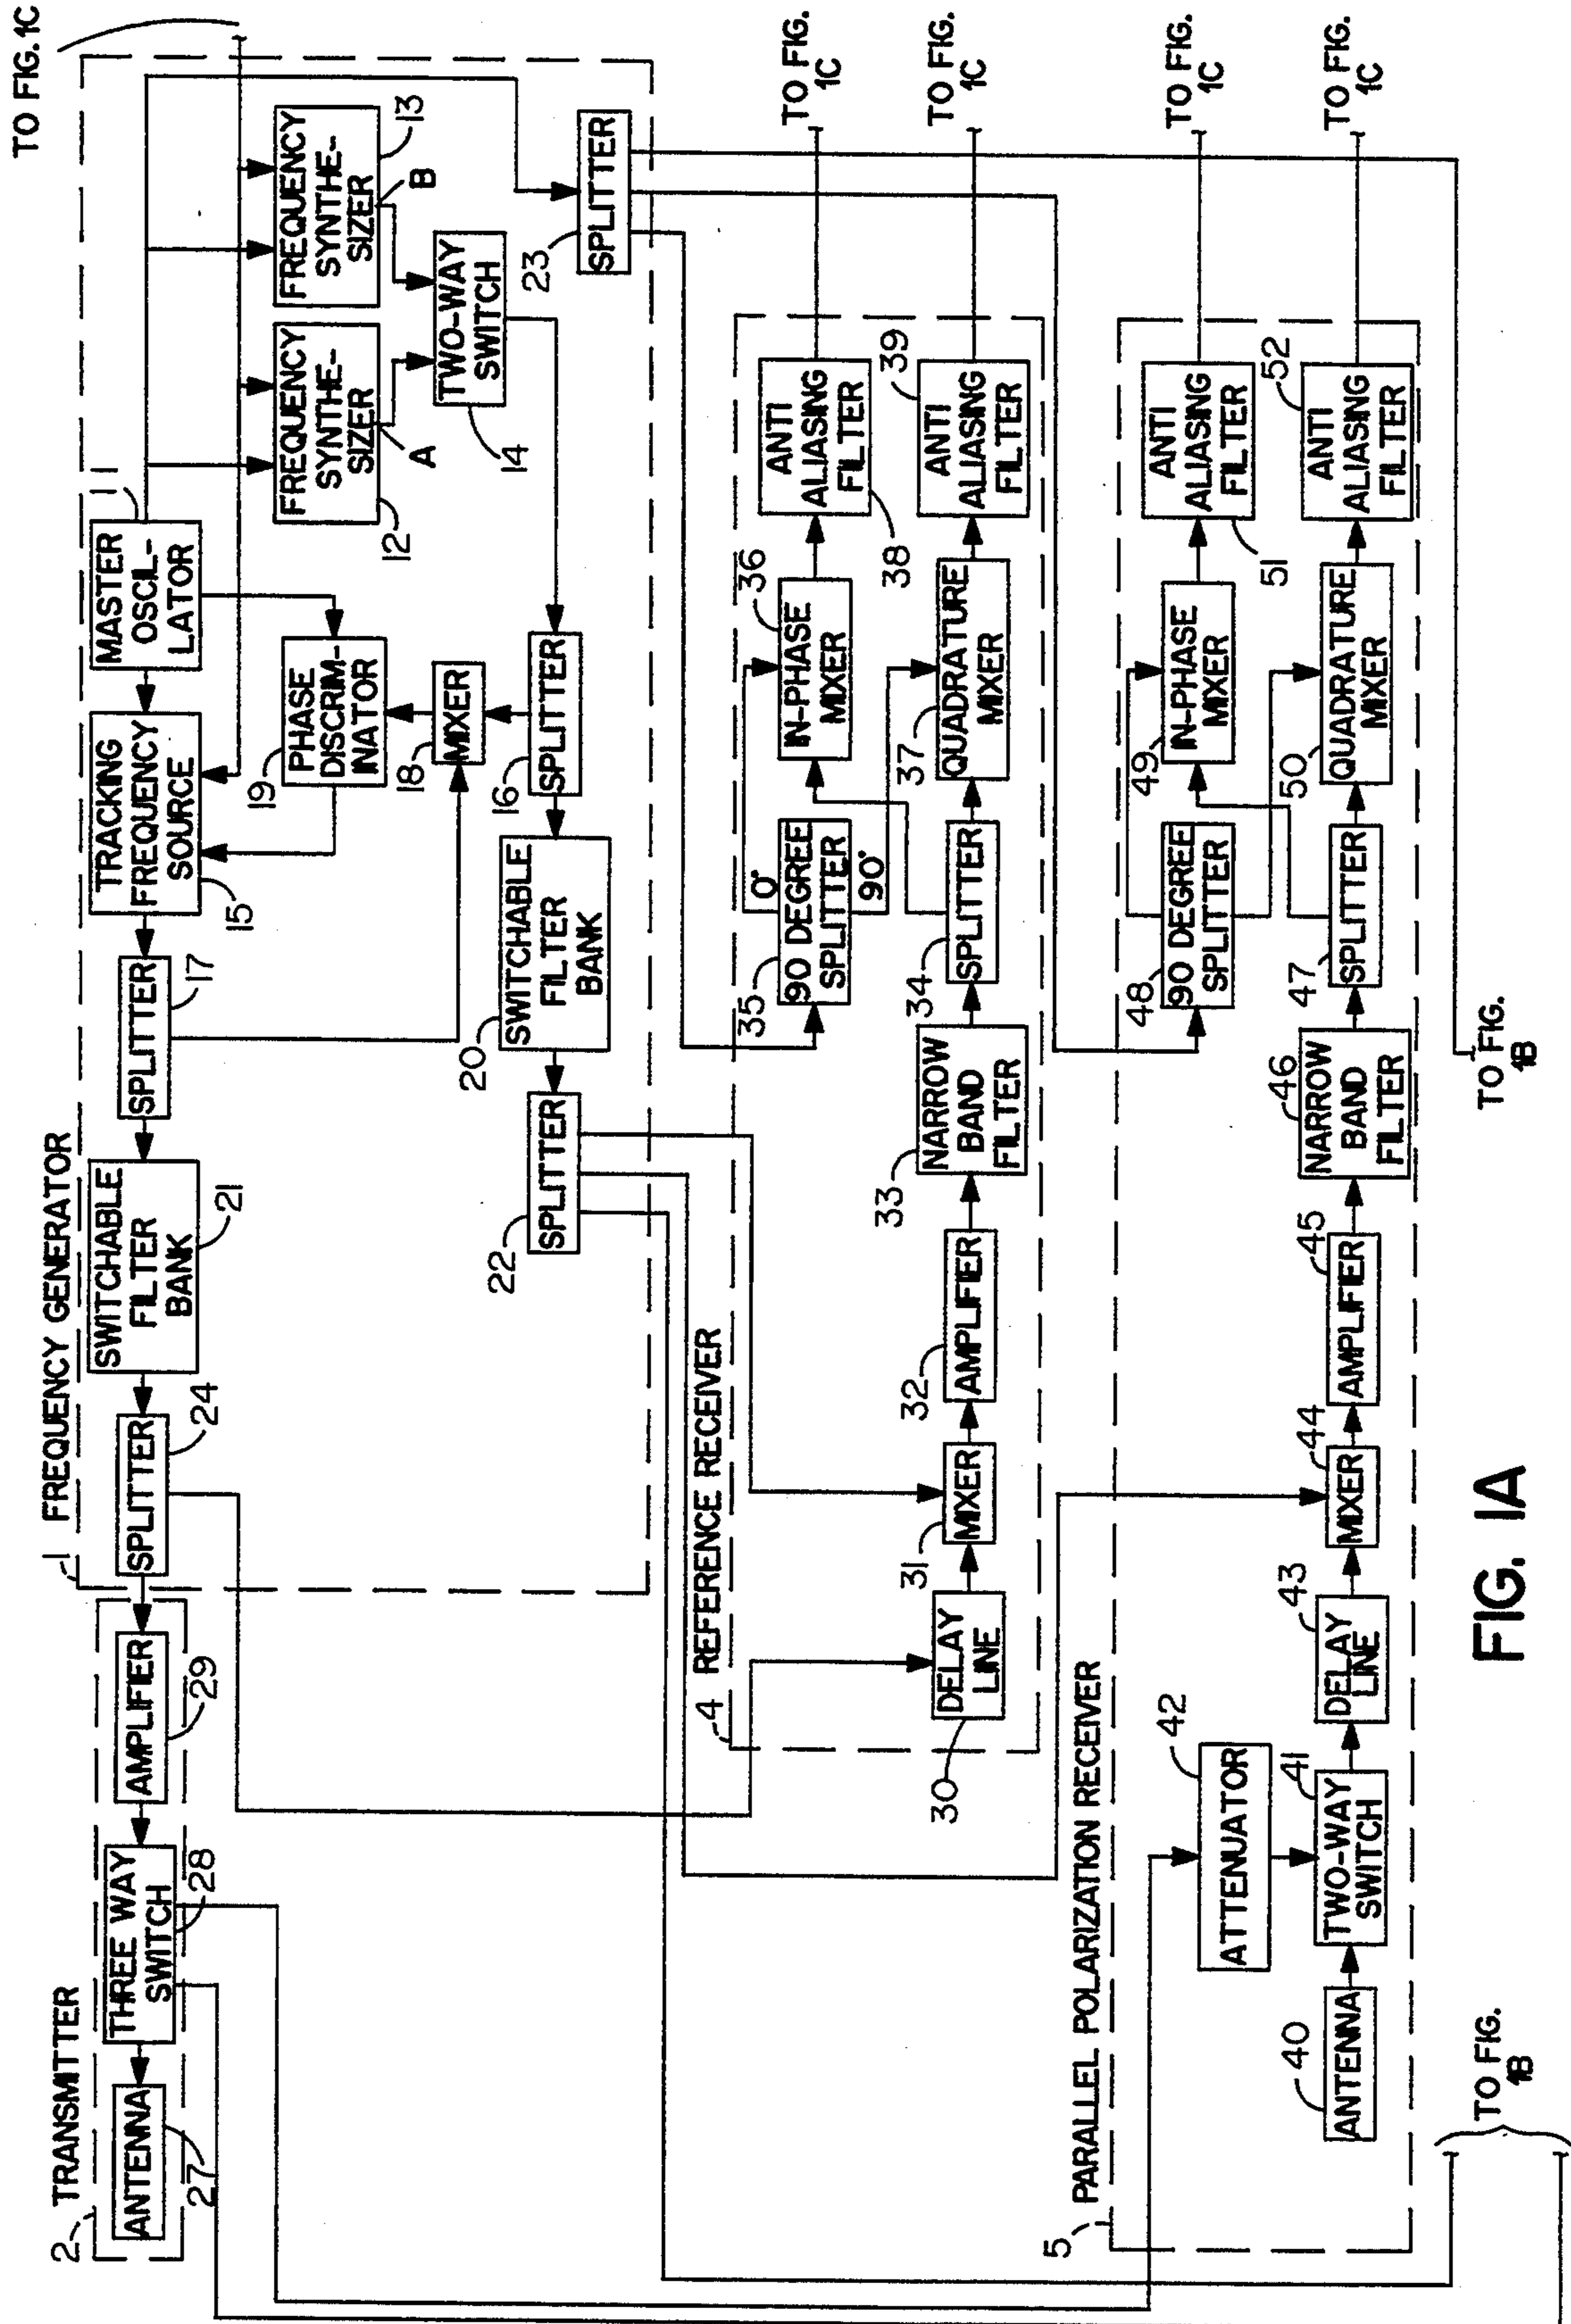 TO FIG. 1C
2
TRANSMITTER
ANTENNA
27
THREE WAY
SWITCH
28
AMPLIFIER
29
1
FREQUENCY GENERATOR
SPLITTER
24
SWITCHABLE
FILTER
BANK
21
SPLITTER
17
TRACKING
FREQUENCY
SOURCE
15
MASTER
OSCIL-
LATOR
11
PHASE
DISCRIM-
INATOR
19
MIXER
18
SPLITTER
16
FREQUENCY
SYNTHE-
SIZER
12
A
FREQUENCY
SYNTHE-
SIZER
13
B
TWO-WAY
SWITCH
14
SWITCHABLE
FILTER
BANK
20
SPLITTER
22
SPLITTER
23
4
REFERENCE RECEIVER
DELAY
LINE
30
MIXER
31
AMPLIFIER
32
NARROW
BAND
FILTER
33
SPLITTER
34
90 DEGREE
SPLITTER
35
0°
90°
IN-PHASE
MIXER
36
QUADRATURE
MIXER
37
ANTI
ALIASING
FILTER
38
ANTI
ALIASING
FILTER
39
TO FIG.
1C
TO FIG.
1C
5
PARALLEL POLARIZATION RECEIVER
ANTENNA
40
TWO-WAY
SWITCH
41
ATTENUATOR
42
DELAY
LINE
43
MIXER
44
AMPLIFIER
45
NARROW
BAND
FILTER
46
SPLITTER
47
90 DEGREE
SPLITTER
48
IN-PHASE
MIXER
49
QUADRATURE
MIXER
50
ANTI
ALIASING
FILTER
51
ANTI
ALIASING
FILTER
52
TO FIG.
1C
TO FIG.
1C
TO FIG.
1B
TO FIG.
1B
FIG. 1A